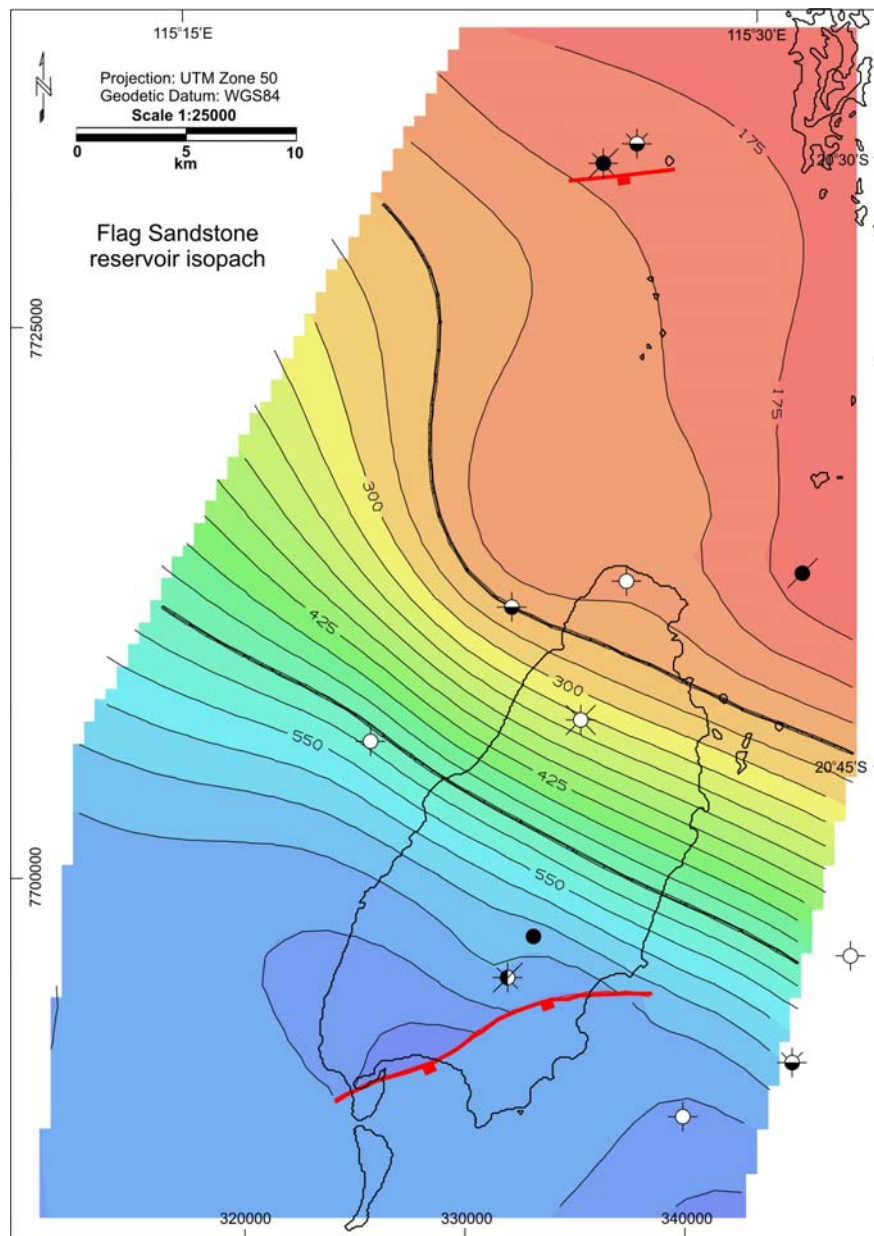 115°15'E
115°30'E
Projection: UTM Zone 50
Geodetic Datum: WGS84
Scale 1:25000
0 5 10
km
175
20°30'S
Flag Sandstone
reservoir isopach
7725000
175
300
425
300
550
20°45'S
425
7700000
550
320000
330000
340000